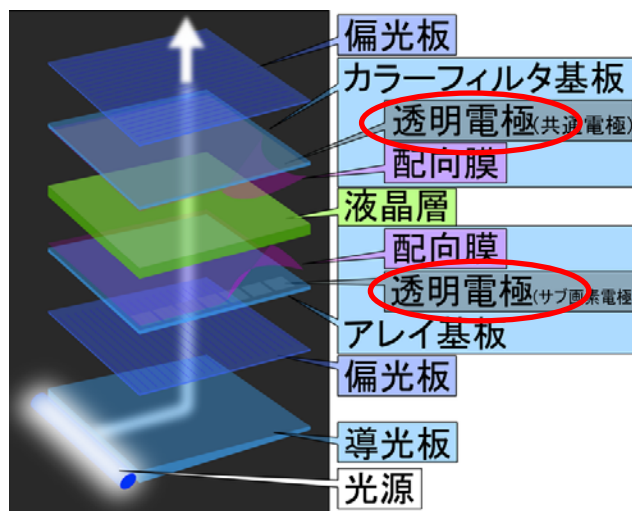 偏光板
カラーフィルタ基板
透明電極(共通電極)
配向膜
液晶層
配向膜
透明電極(サブ画素電極
アレイ基板
偏光板
導光板
光源